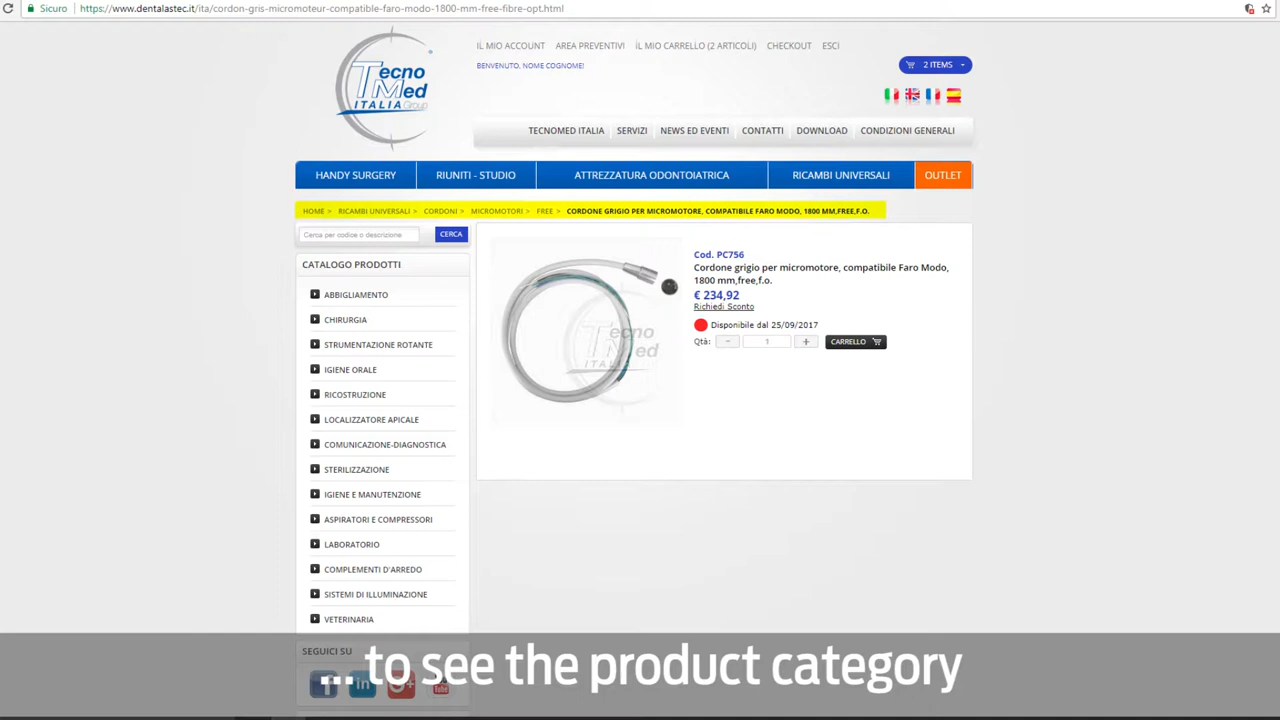 Sicuro https://www.dentalastec.it/ita/cordon-gris-micromoteur-compatible-faro-modo-1800-mm-free-fibre-opt.html
Tecno
Med
ITALIA Group
IL MIO ACCOUNT AREA PREVENTIVI IL MIO CARRELLO (2 ARTICOLI) CHECKOUT ESCI
BENVENUTO, NOME COGNOME!
2 ITEMS
TECNOMED ITALIA SERVIZI NEWS ED EVENTI CONTATTI DOWNLOAD CONDIZIONI GENERALI
HANDY SURGERY RIUNITI - STUDIO ATTREZZATURA ODONTOIATRICA RICAMBI UNIVERSALI OUTLET
HOME > RICAMBI UNIVERSALI > CORDONI > MICROMOTORI > FREE > CORDONE GRIGIO PER MICROMOTORE, COMPATIBILE FARO MODO, 1800 MM,FREE,F.O.
Cerca per codice o descrizione CERCA
CATALOGO PRODOTTI
ABBIGLIAMENTO
CHIRURGIA
STRUMENTAZIONE ROTANTE
IGIENE ORALE
RICOSTRUZIONE
LOCALIZZATORE APICALE
COMUNICAZIONE-DIAGNOSTICA
STERILIZZAZIONE
IGIENE E MANUTENZIONE
ASPIRATORI E COMPRESSORI
LABORATORIO
COMPLEMENTI D'ARREDO
SISTEMI DI ILLUMINAZIONE
VETERINARIA
Tecno
Med
ITALIA
Cod. PC756
Cordone grigio per micromotore, compatibile Faro Modo,
1800 mm,free,f.o.
€ 234,92
Richiedi Sconto
Disponibile dal 25/09/2017
Qtà: - 1 + CARRELLO
SEGUICI SU
... to see the product category